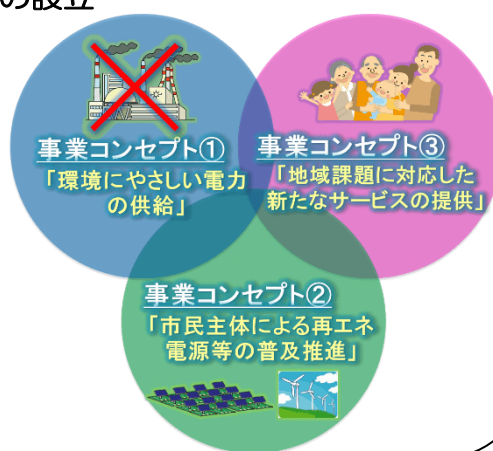 の設立
事業コンセプト①
「環境にやさしい電力
の供給」
事業コンセプト③
「地域課題に対応した
新たなサービスの提供」
事業コンセプト②
「市民主体による再エネ
電源等の普及推進」